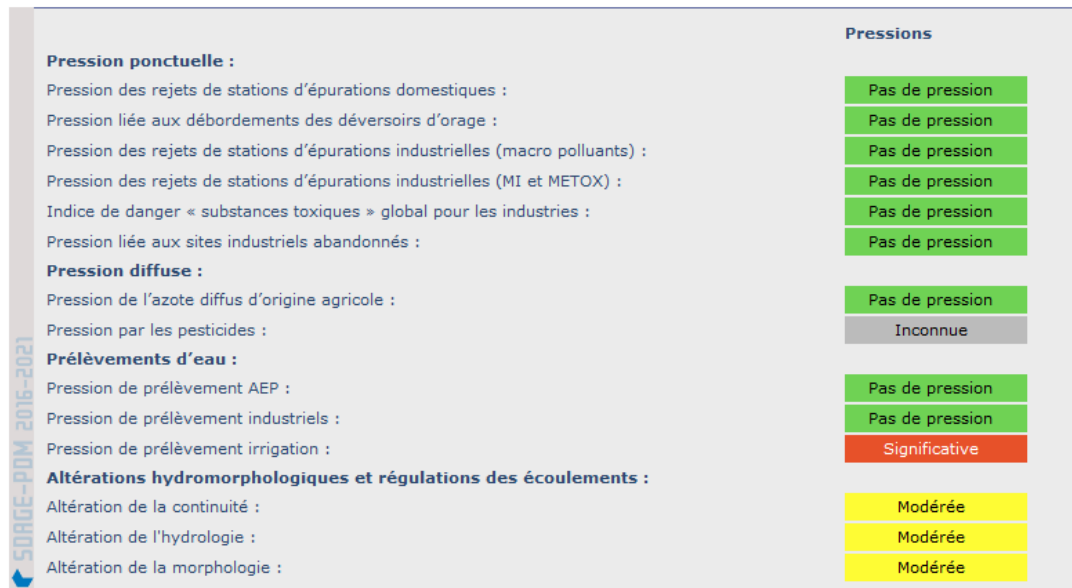 Pressions
Pression ponctuelle :
Pression des rejets de stations d’épurations domestiques : Pas de pression
Pression liée aux débordements des déversoirs d’orage : Pas de pression
Pression des rejets de stations d’épurations industrielles (macro polluants) : Pas de pression
Pression des rejets de stations d’épurations industrielles (MI et METOX) : Pas de pression
Indice de danger « substances toxiques » global pour les industries : Pas de pression
Pression liée aux sites industriels abandonnés : Pas de pression
Pression diffuse :
Pression de l’azote diffus d’origine agricole : Pas de pression
Pression par les pesticides : Inconnue
Prélèvements d’eau :
Pression de prélèvement AEP : Pas de pression
Pression de prélèvement industriels : Pas de pression
Pression de prélèvement irrigation : Significative
Altérations hydromorphologiques et régulations des écoulements :
Altération de la continuité : Modérée
Altération de l'hydrologie : Modérée
Altération de la morphologie : Modérée
SDAGE-PDM 2016-2021